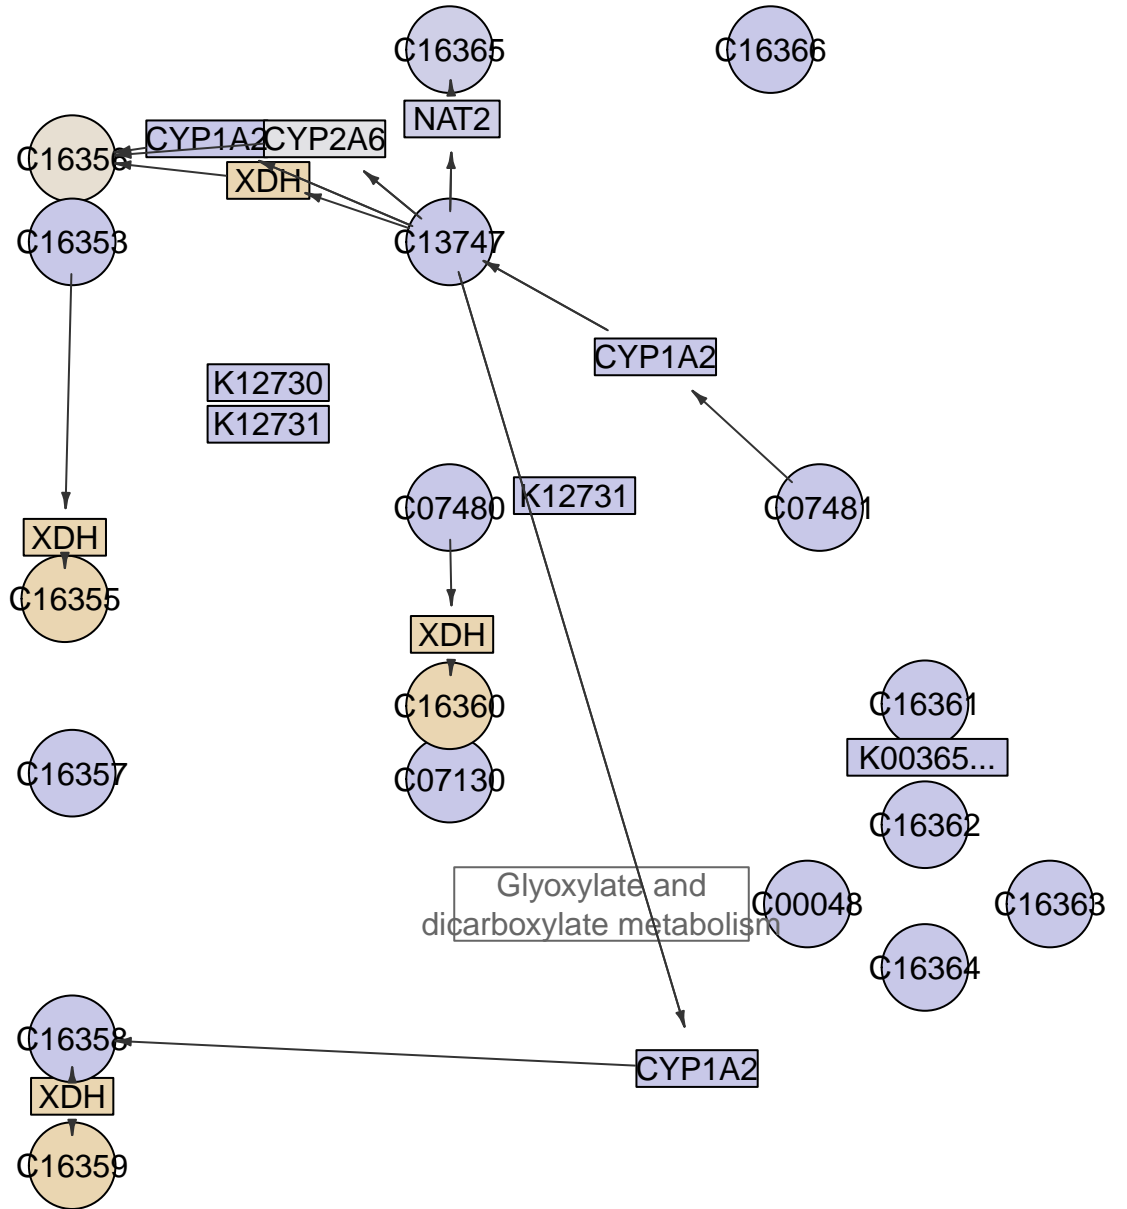 C16365
C16366
NAT2
CYP1A2
CYP2A6
C16356
XDH
C16353
C13747
CYP1A2
K12730
K12731
K12731
C07480
C07481
XDH
C16355
XDH
C16360
C16361
K00365...
C16357
C07130
C16362
Glyoxylate and
dicarboxylate metabolism
C00048
C16363
C16364
C16358
CYP1A2
XDH
C16359